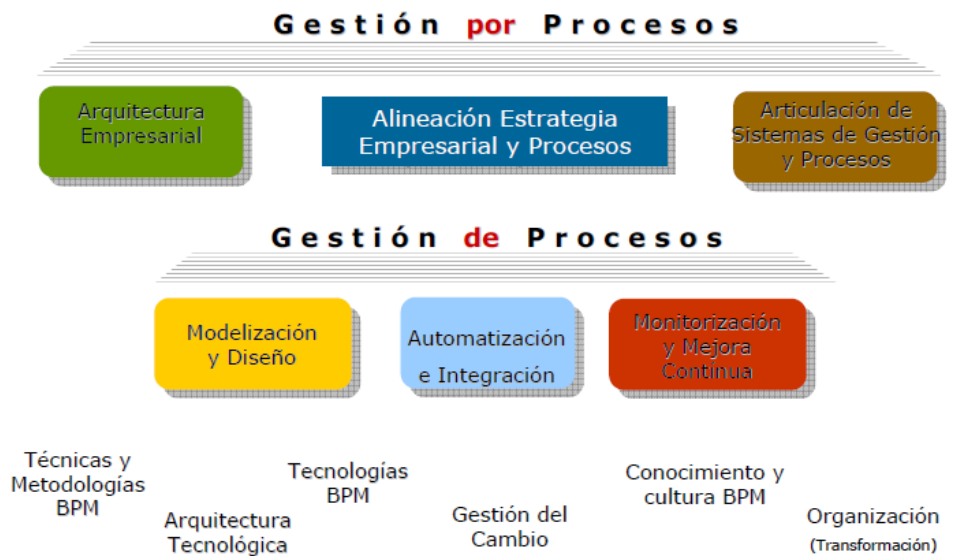 Gestión por Procesos
Arquitectura
Empresarial
Alineación Estrategia
Empresarial y Procesos
Articulación de
Sistemas de Gestión
y Procesos
Gestión de Procesos
Modelización
y Diseño
Automatización
e Integración
Monitorización
y Mejora
Continua
Técnicas y
Metodologías
BPM
Arquitectura
Tecnológica
Tecnologías
BPM
Gestión del
Cambio
Conocimiento y
cultura BPM
Organización
(Transformación)